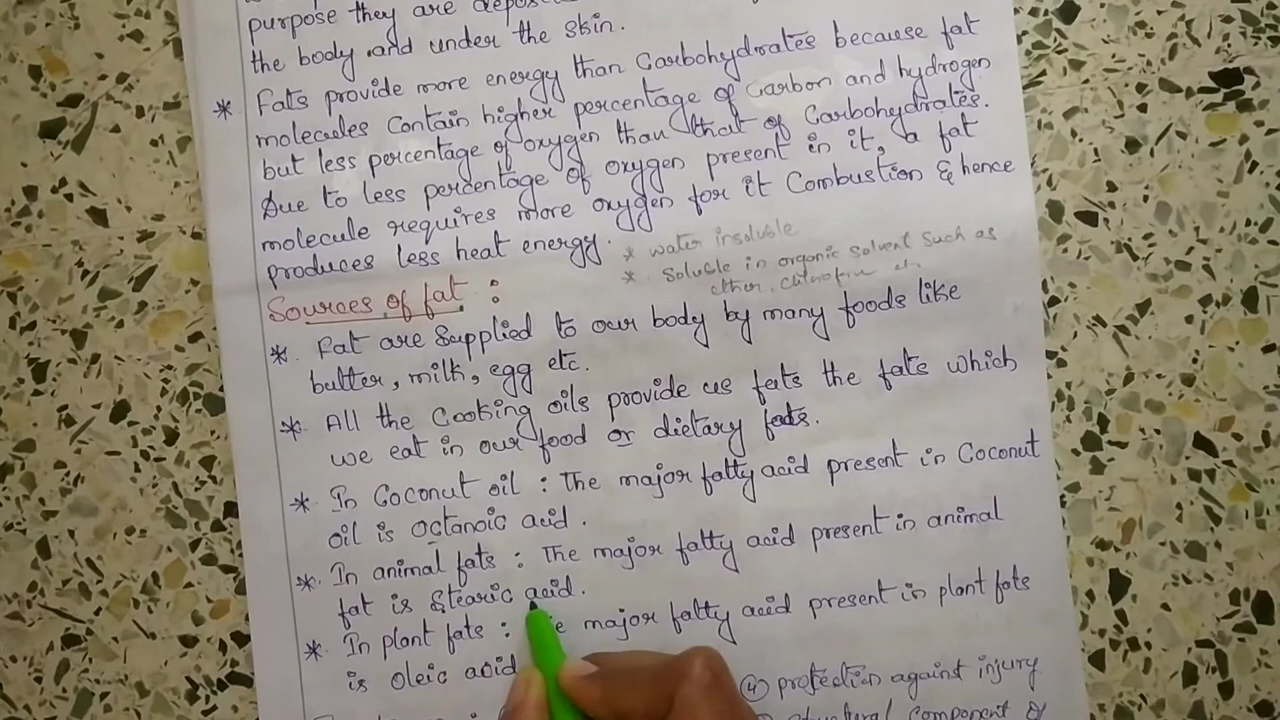 purpose they are
the body and under the skin.
* Fats provide more energy than Carbohydrates because fat
molecules Contain higher percentage of Carbon and hydrogen
but less percentage of oxygen than that of Carbohydrates.
Due to less percentage of oxygen present in it, a fat
molecule requires more oxygen for it Combustion & hence
produces less heat energy.
* water insoluble
* Soluble in organic solvent such as
ether,
Sources of fat :
* Fat are Supplied to our body by many foods like
butter, milk, egg etc.
* All the Cooking oils provide us fats the fats which
we eat in our food or dietary fats.
* In Coconut oil : The major fatty acid present in Coconut
oil is octanoic acid.
* In animal fats : The major fatty acid present in animal
fat is Stearic acid.
* In plant fats : major fatty acid present in plant fats
is oleic acid
④ protection against injury
structural component of